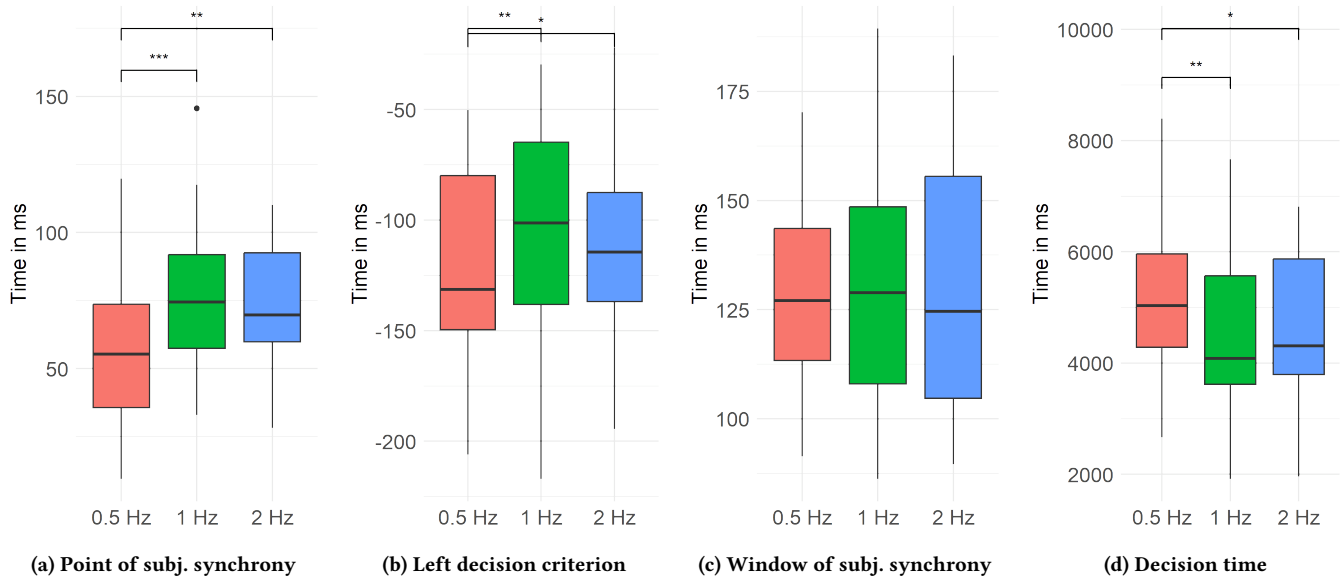 **
***
150
100
50
Time in ms
0.5 Hz 1 Hz 2 Hz
(a) Point of subj. synchrony
** *
-50
-100
-150
-200
Time in ms
0.5 Hz 1 Hz 2 Hz
(b) Left decision criterion
175
150
125
100
Time in ms
0.5 Hz 1 Hz 2 Hz
(c) Window of subj. synchrony
*
**
10000
8000
6000
4000
2000
Time in ms
0.5 Hz 1 Hz 2 Hz
(d) Decision time